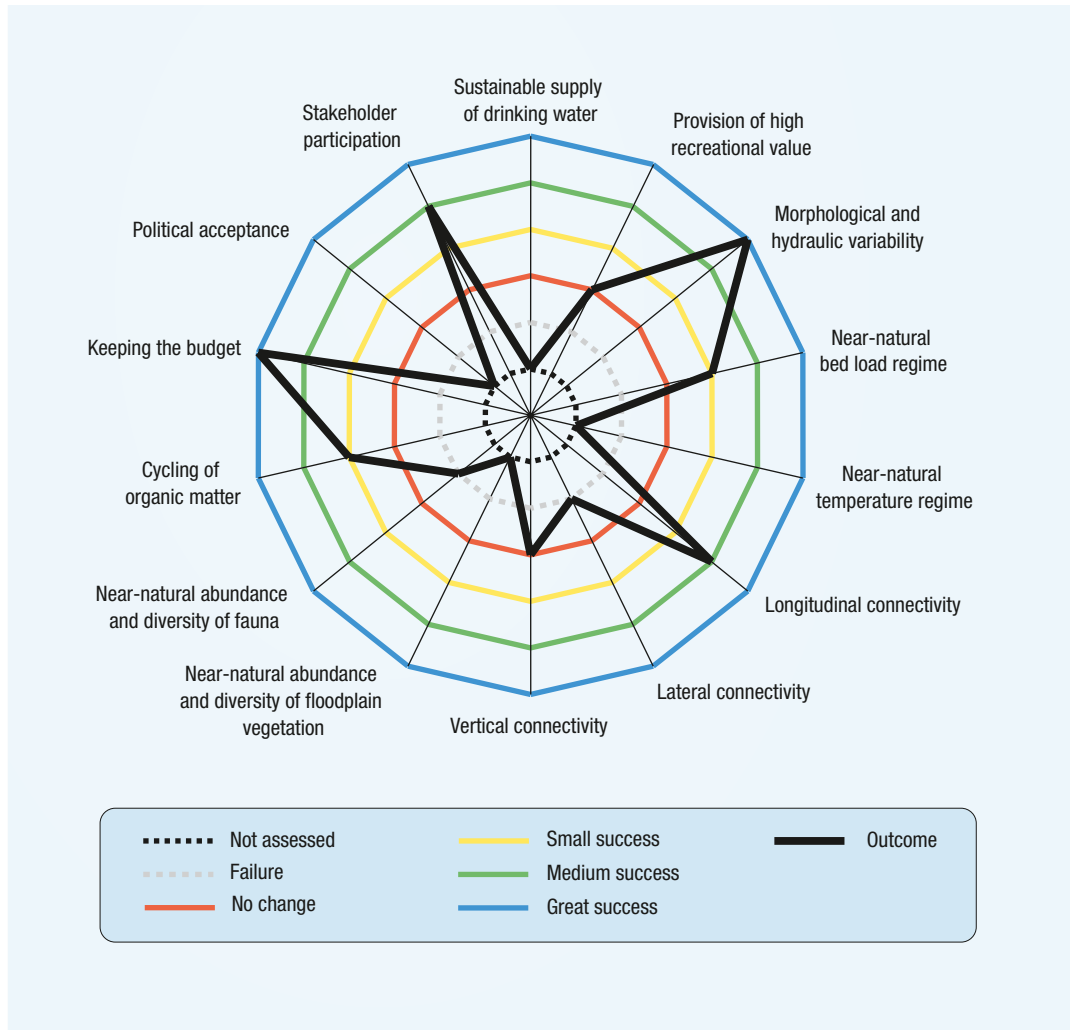 Sustainable supply
of drinking water
Provision of high
recreational value
Morphological and
hydraulic variability
Near-natural
bed load regime
Near-natural
temperature regime
Longitudinal connectivity
Lateral connectivity
Vertical connectivity
Near-natural abundance
and diversity of floodplain
vegetation
Near-natural abundance
and diversity of fauna
Cycling of
organic matter
Keeping the budget
Political acceptance
Stakeholder
participation
Not assessed
Failure
No change
Small success
Medium success
Great success
Outcome